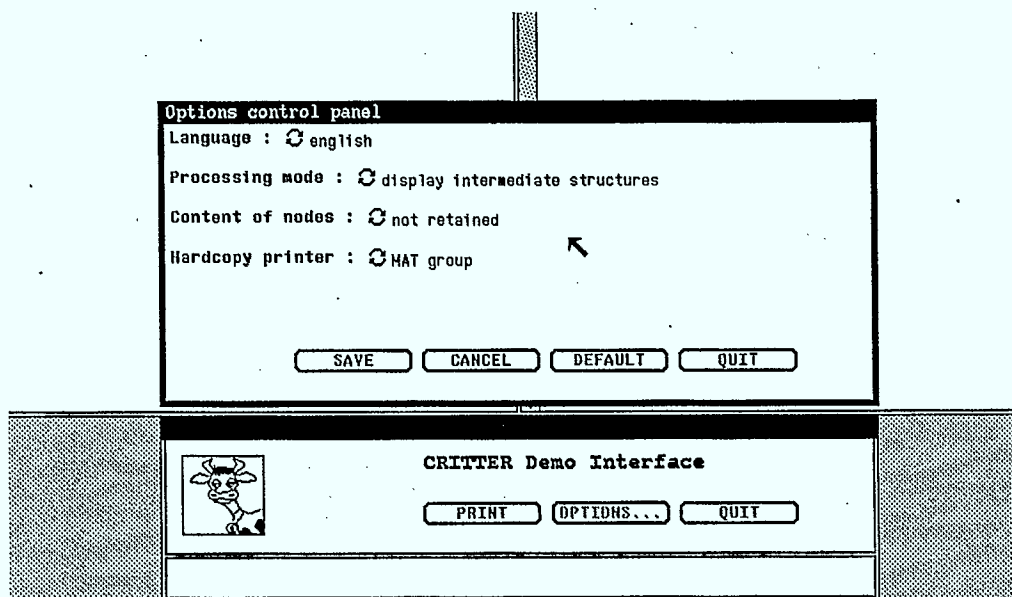 Options control panel
Language : english
Processing mode : display intermediate structures
Content of nodes : not retained
Hardcopy printer : MAT group
SAVE CANCEL DEFAULT QUIT
CRITTER Demo Interface
PRINT OPTIONS... QUIT